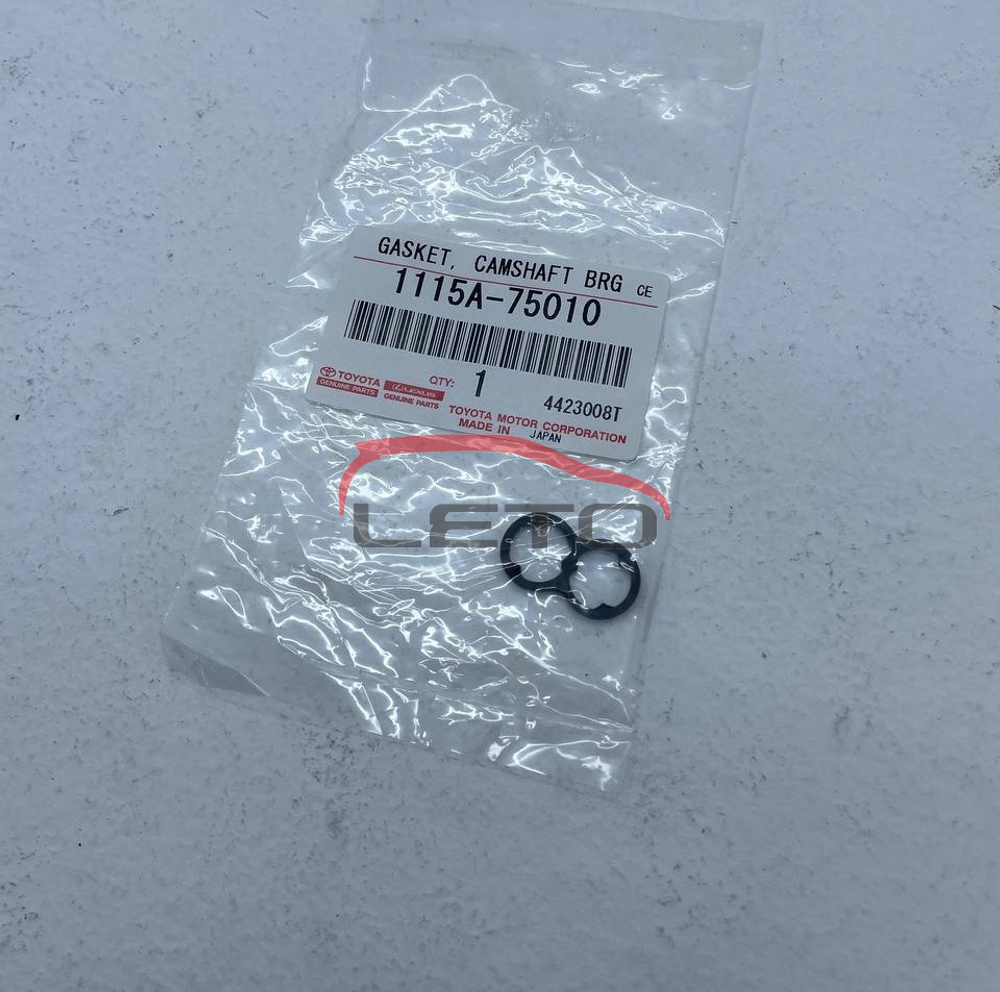 GASKET, CAMSHAFT BRG CE
1115A-75010
TOYOTA
GENUINE PARTS
LEXUS
GENUINE PARTS
QTY: 1
4423008T
TOYOTA MOTOR CORPORATION
MADE IN JAPAN
LETO